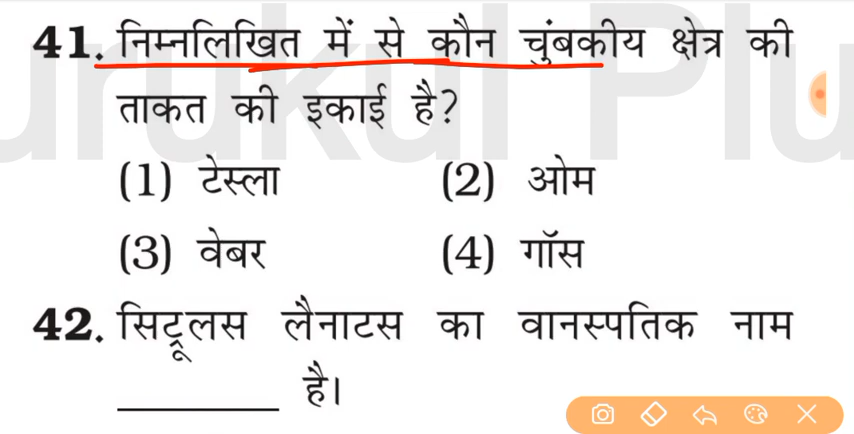 41. निम्नलिखित में से कौन चुंबकीय क्षेत्र की
ताकत की इकाई है?
(1) टेस्ला (2) ओम
(3) वेबर (4) गॉस
42. सिट्रूलस लैनाटस का वानस्पतिक नाम
________ है।